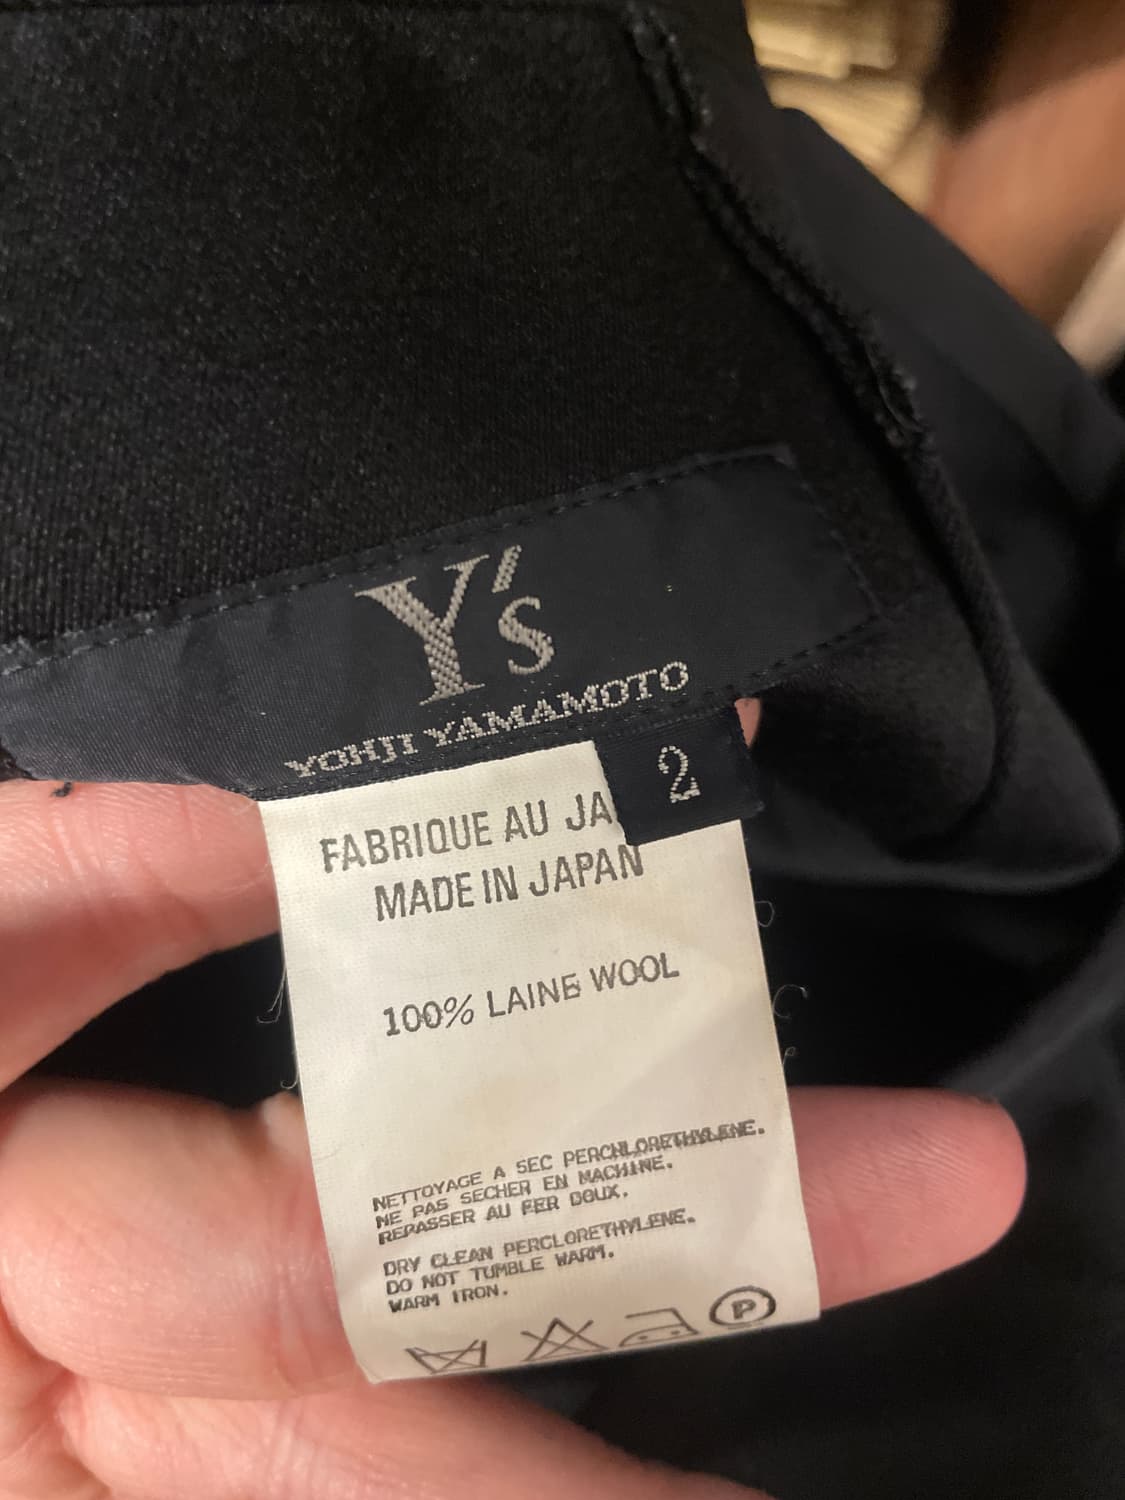 Y's
YOHJI YAMAMOTO
2
FABRIQUE AU JA
MADE IN JAPAN
100% LAINE WOOL
NETTOYAGE A SEC PERCHLORETHYLENE.
NE PAS SECHER EN MACHINE.
REPASSER AU FER DOUX.
DRY CLEAN PERCLORETHYLENE.
DO NOT TUMBLE WARM.
WARM IRON.
P